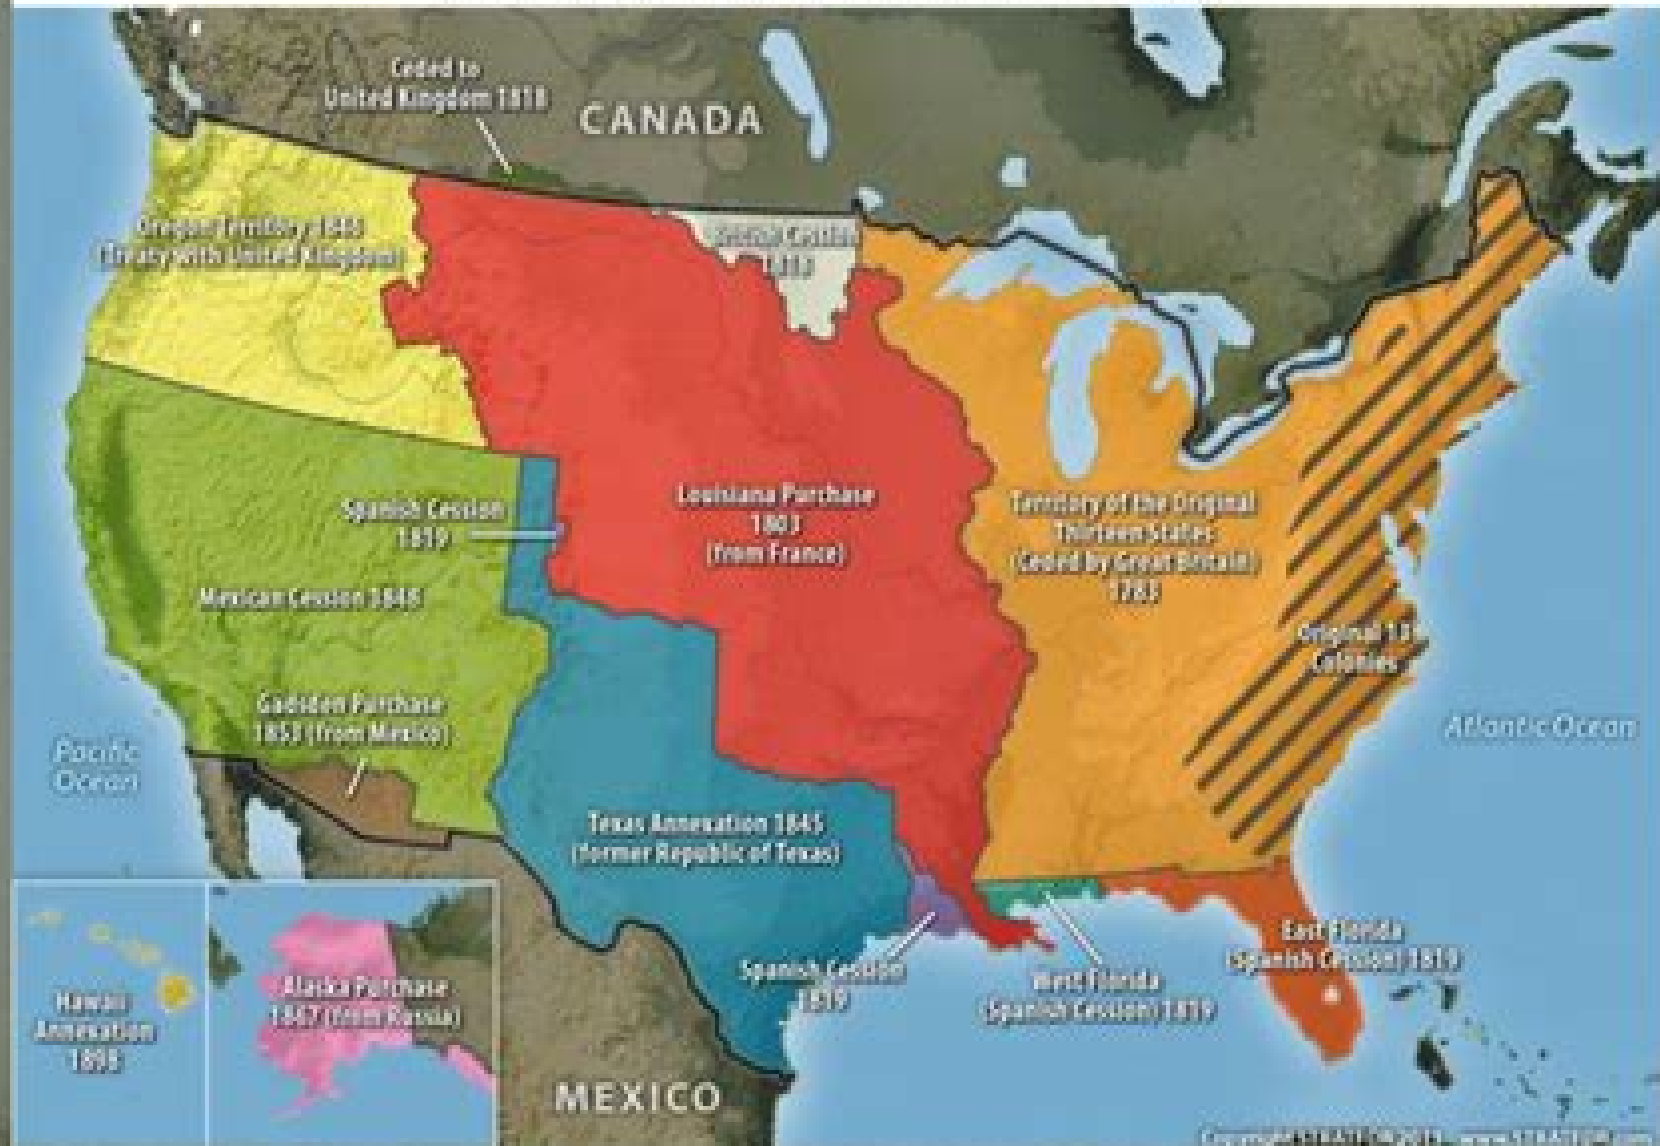 Ceded to
United Kingdom 1818
CANADA
Oregon Territory 1846
(Treaty with United Kingdom)
British Cession
1818
Spanish Cession
1819
Louisiana Purchase
1803
(from France)
Territory of the Original
Thirteen States
(Ceded by Great Britain)
1783
Mexican Cession 1848
Original 13
Colonies
Gadsden Purchase
1853 (from Mexico)
Pacific
Ocean
Atlantic Ocean
Texas Annexation 1845
(former Republic of Texas)
East Florida
(Spanish Cession) 1819
Spanish Cession
1819
West Florida
(Spanish Cession) 1819
Hawaii
Annexation
1898
Alaska Purchase
1867 (from Russia)
MEXICO
Copyright STRATFOR